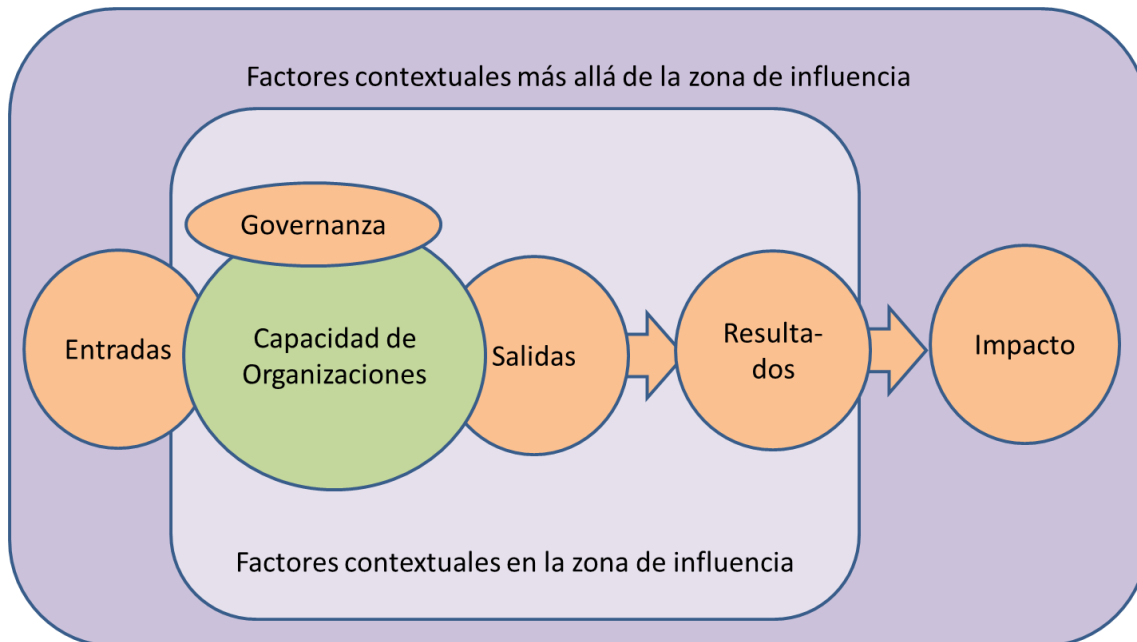 Factores contextuales más allá de la zona de influencia
Governanza
Entradas
Capacidad de
Organizaciones
Salidas
Resulta-
dos
Impacto
Factores contextuales en la zona de influencia